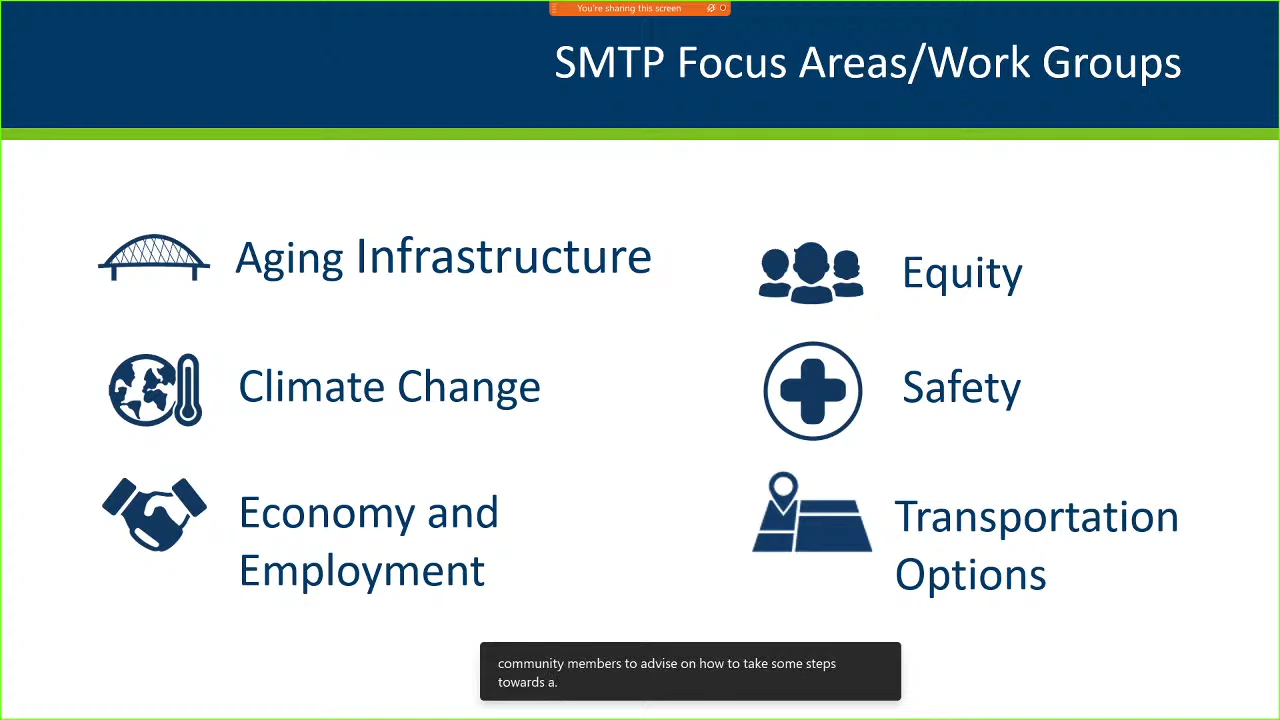 You're sharing this screen
SMTP Focus Areas/Work Groups
Aging Infrastructure
Climate Change
Economy and
Employment
Equity
Safety
Transportation
Options
community members to advise on how to take some steps
towards a.